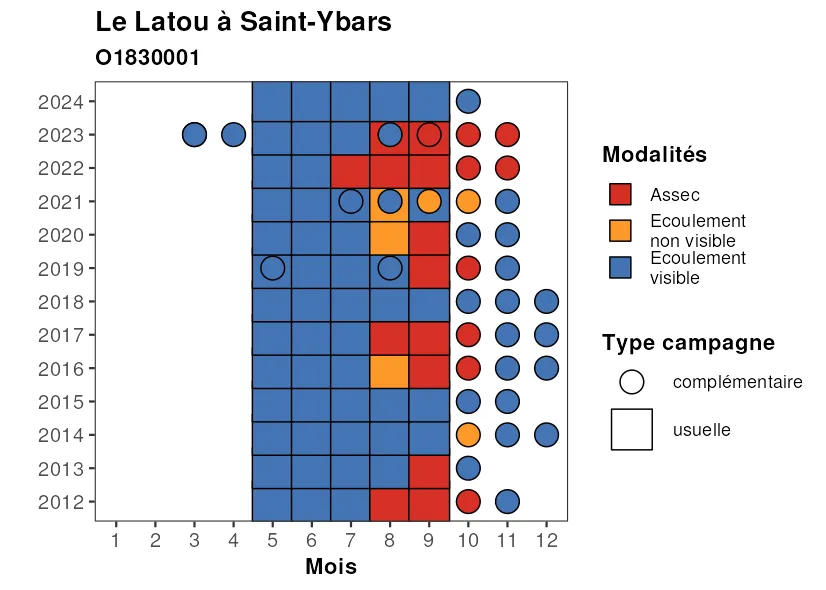 Le Latou à Saint-Ybars
O1830001
2024
2023
2022
2021
2020
2019
2018
2017
2016
2015
2014
2013
2012
1 2 3 4 5 6 7 8 9 10 11 12
Mois
Modalités
Assec
Ecoulement
non visible
Ecoulement
visible
Type campagne
complémentaire
usuelle